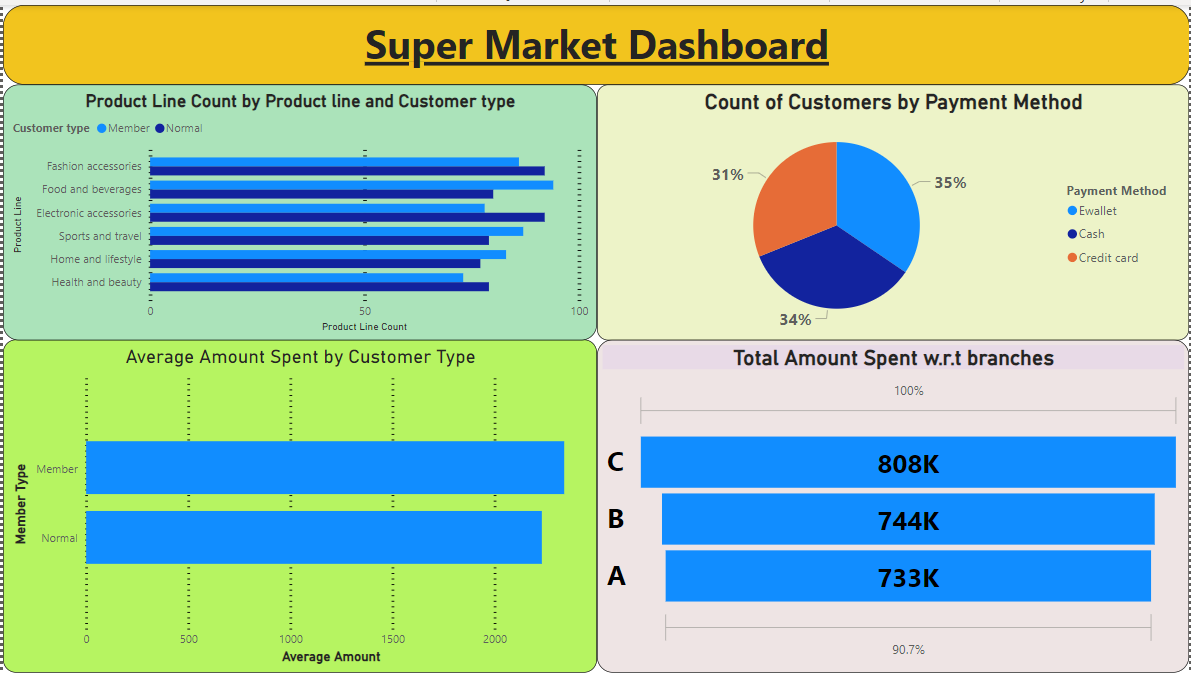 Super Market Dashboard
Product Line Count by Product line and Customer type
Customer type Member Normal
Product Line
Fashion accessories
Food and beverages
Electronic accessories
Sports and travel
Home and lifestyle
Health and beauty
0 50 100
Product Line Count
Count of Customers by Payment Method
31%
35%
34%
Payment Method
Ewallet
Cash
Credit card
Average Amount Spent by Customer Type
Member Type
Member
Normal
0 500 1000 1500 2000
Average Amount
Total Amount Spent w.r.t branches
100%
C 808K
B 744K
A 733K
90.7%